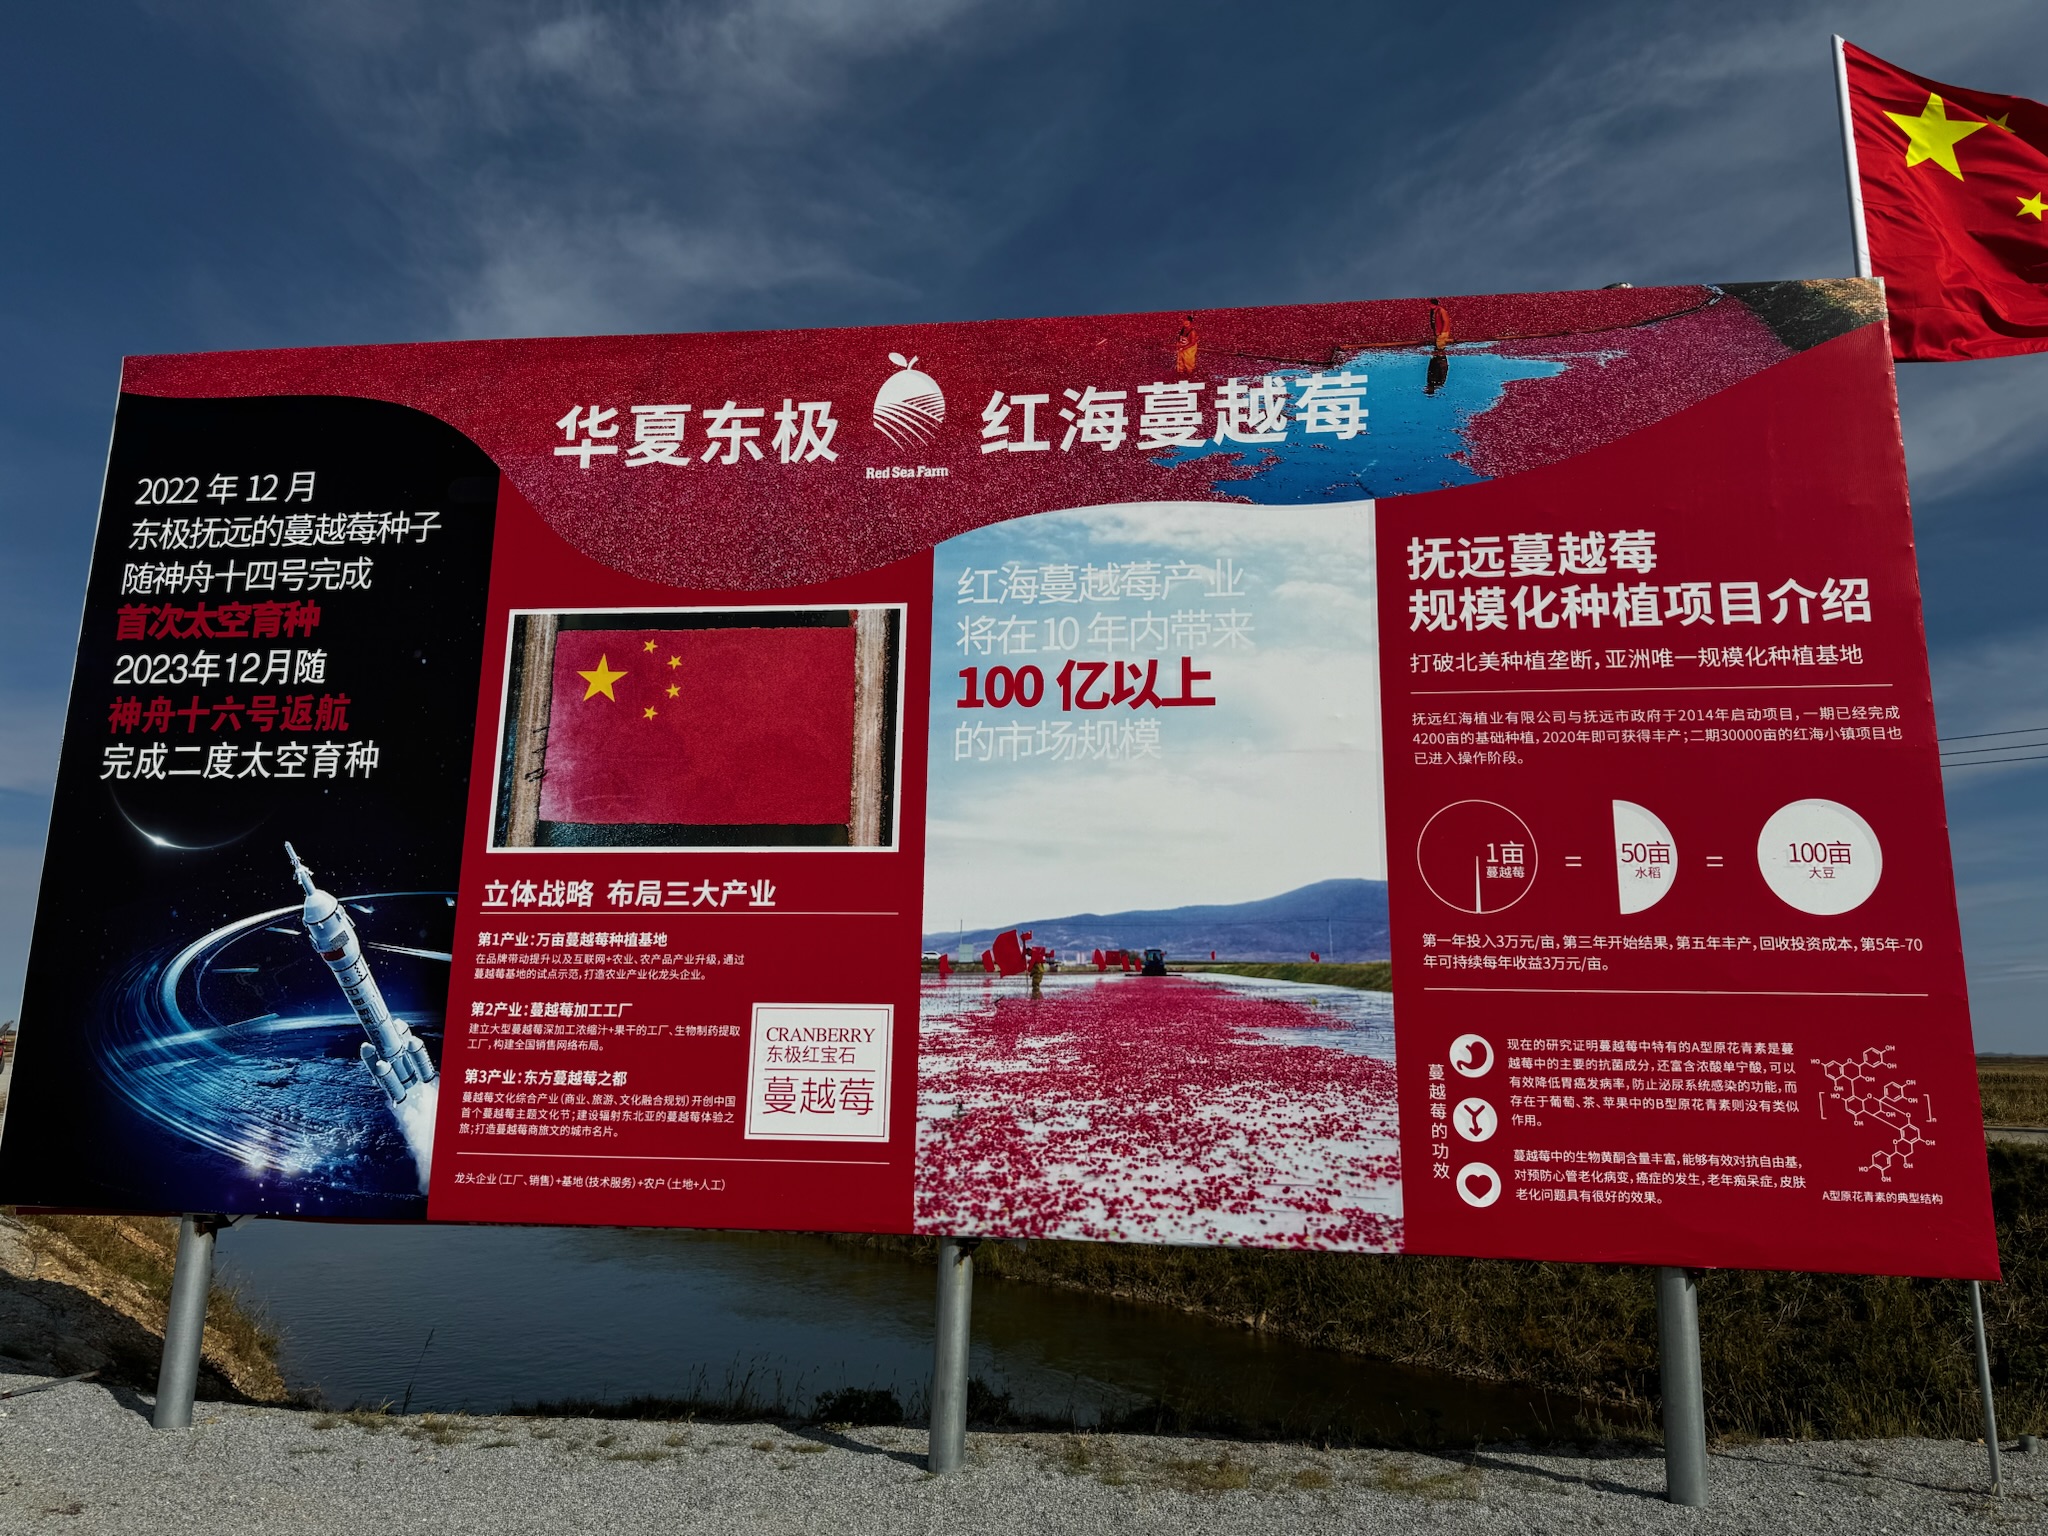 华夏东极
Red Sea Farm
红海蔓越莓
2022 年 12 月
东极抚远的蔓越莓种子
随神舟十四号完成
首次太空育种
2023年12月随
神舟十六号返航
完成二度太空育种
立体战略 布局三大产业
第1产业：万亩蔓越莓种植基地
在品牌带动提升以及互联网+农业、农产品产业升级，通过
蔓越莓基地的试点示范，打造农业产业化龙头企业。
第2产业：蔓越莓加工工厂
建立大型蔓越莓深加工浓缩汁+果干的工厂、生物制药提取
工厂，构建全国销售网络布局。
第3产业：东方蔓越莓之都
蔓越莓文化综合产业（商业、旅游、文化融合规划）开创中国
首个蔓越莓主题文化节；建设辐射东北亚的蔓越莓体验之
旅；打造蔓越莓商旅文的城市名片。
CRANBERRY
东极红宝石
蔓越莓
龙头企业（工厂、销售）+基地（技术服务）+农户（土地+人工）
红海蔓越莓产业
将在 10 年内带来
100 亿以上
的市场规模
抚远蔓越莓
规模化种植项目介绍
打破北美种植垄断，亚洲唯一规模化种植基地
抚远红海植业有限公司与抚远市政府于2014年启动项目，一期已经完成
4200亩的基础种植，2020年即可获得丰产；二期30000亩的红海小镇项目也
已进入操作阶段。
1亩
蔓越莓
=
50亩
水稻
=
100亩
大豆
第一年投入3万元/亩，第三年开始结果，第五年丰产，回收投资成本，第5年-70
年可持续每年收益3万元/亩。
蔓越莓的功效
现在的研究证明蔓越莓中特有的A型原花青素是蔓
越莓中的主要的抗菌成分，还富含浓酸单宁酸，可以
有效降低胃癌发病率，防止泌尿系统感染的功能，而
存在于葡萄、茶、苹果中的B型原花青素则没有类似
作用。
蔓越莓中的生物黄酮含量丰富，能够有效对抗自由基，
对预防心管老化病变，癌症的发生，老年痴呆症，皮肤
老化问题具有很好的效果。
A型原花青素的典型结构